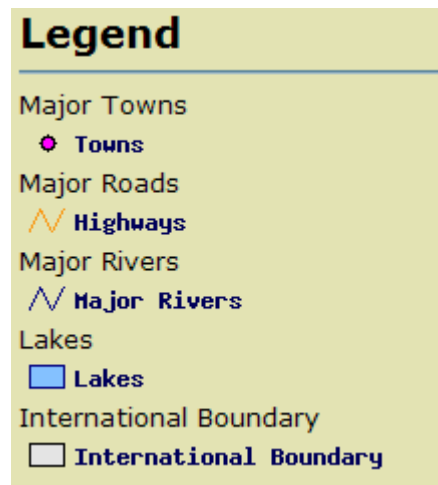 Legend
Major Towns
Towns
Major Roads
Highways
Major Rivers
Major Rivers
Lakes
Lakes
International Boundary
International Boundary